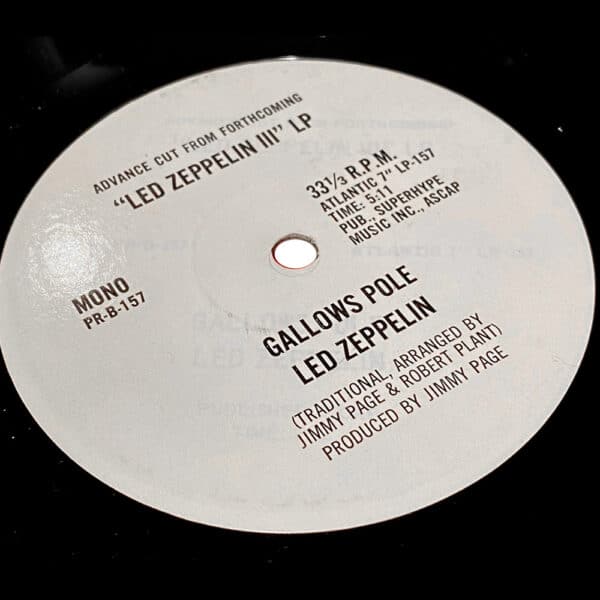 ADVANCE CUT FROM FORTHCOMING
“LED ZEPPELIN III” LP
33⅓ R.P.M.
ATLANTIC 7" LP-157
TIME: 5:11
PUB., SUPERHYPE
MUSIC INC., ASCAP
MONO
PR-B-157
GALLOWS POLE
LED ZEPPELIN
(TRADITIONAL, ARRANGED BY
JIMMY PAGE & ROBERT PLANT)
PRODUCED BY JIMMY PAGE